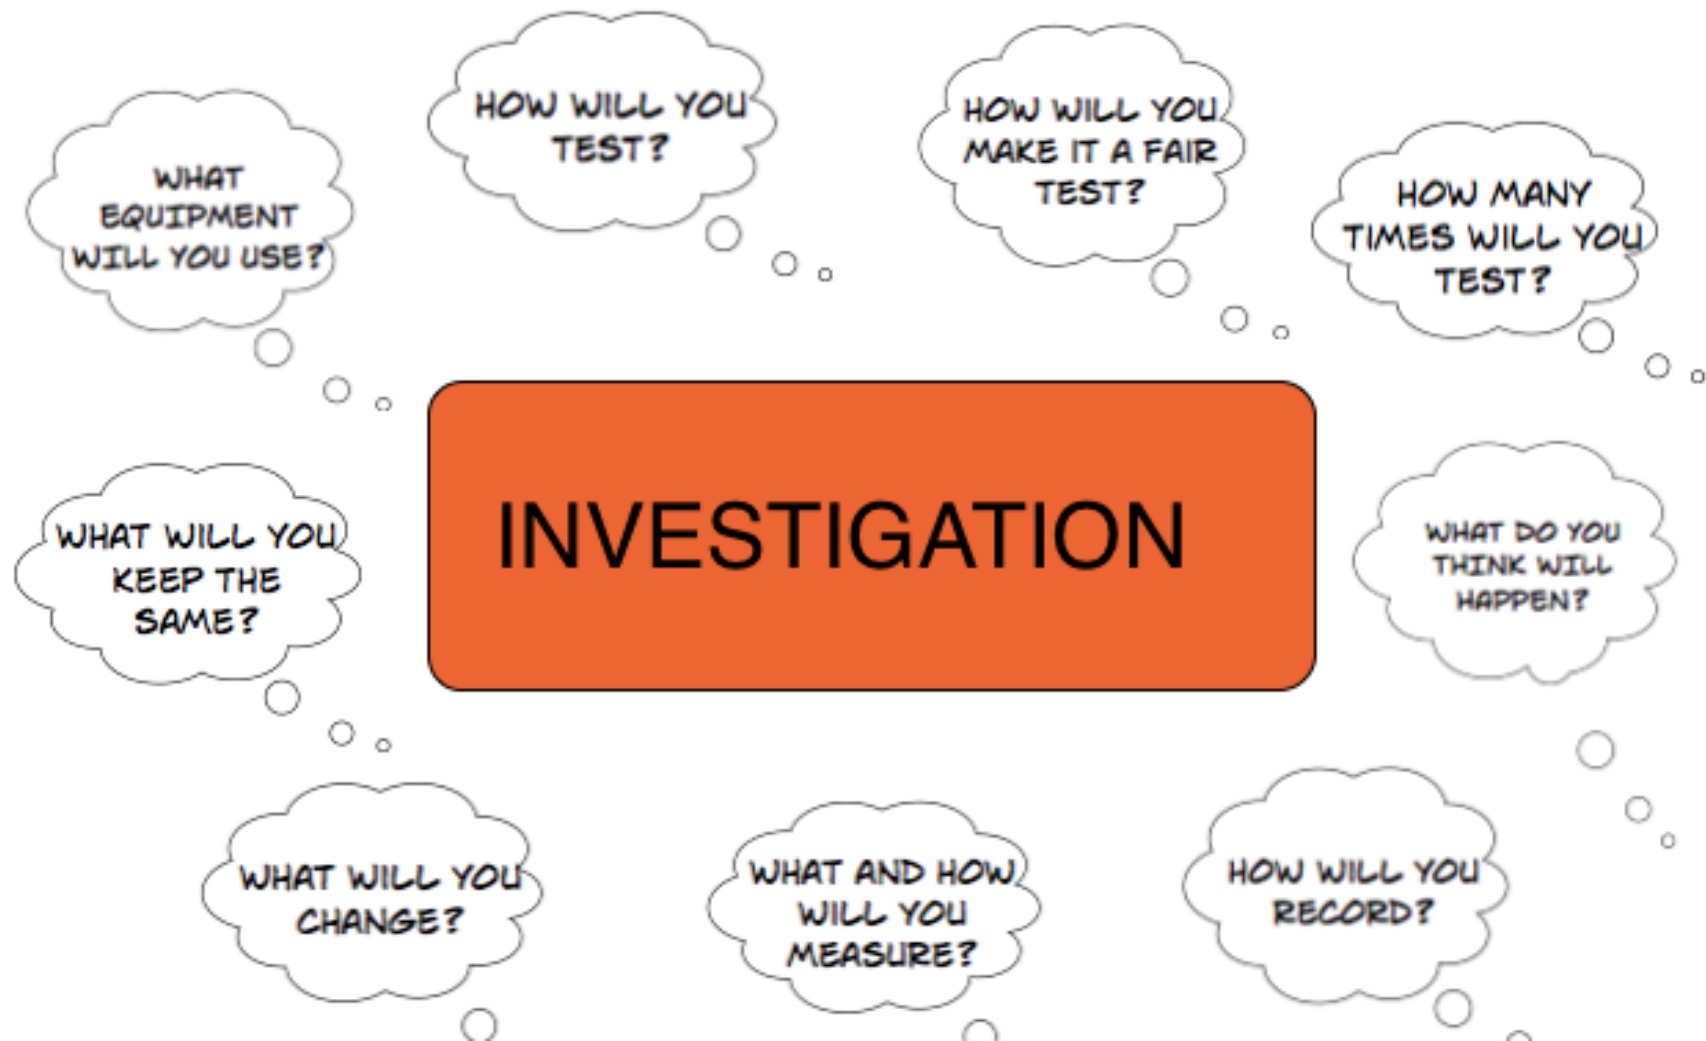 HOW WILL YOU
TEST?
HOW WILL YOU
MAKE IT A FAIR
TEST?
WHAT
EQUIPMENT
WILL YOU USE?
HOW MANY
TIMES WILL YOU
TEST?
INVESTIGATION
WHAT WILL YOU
KEEP THE
SAME?
WHAT DO YOU
THINK WILL
HAPPEN?
WHAT WILL YOU
CHANGE?
WHAT AND HOW
WILL YOU
MEASURE?
HOW WILL YOU
RECORD?